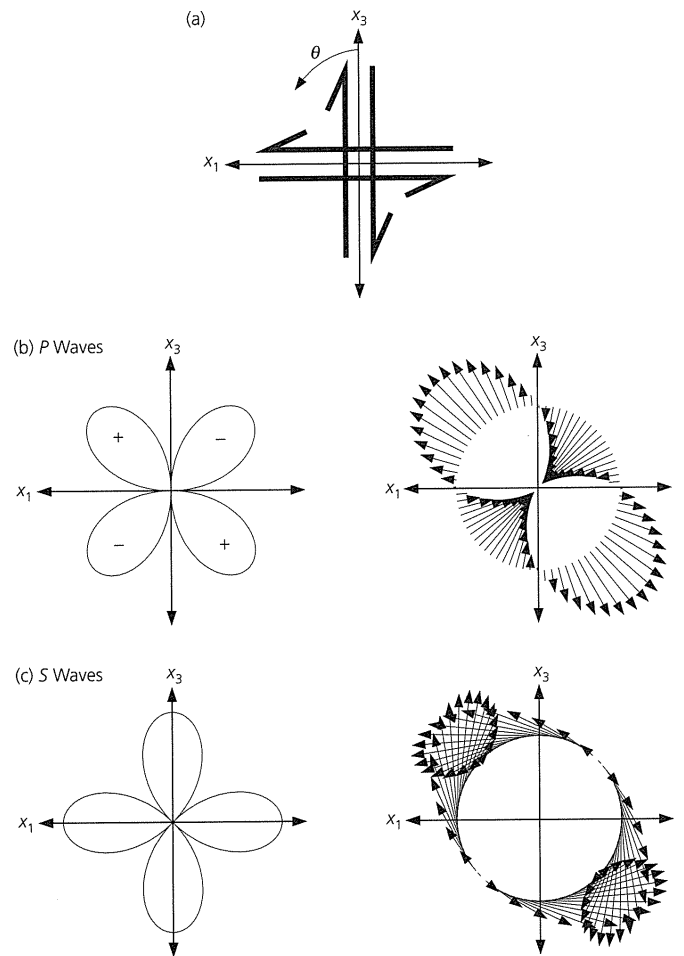 (a)
x₃
θ
x₁
(b) P Waves
x₃
+
−
x₁
−
+
x₃
x₁
(c) S Waves
x₃
x₁
x₃
x₁